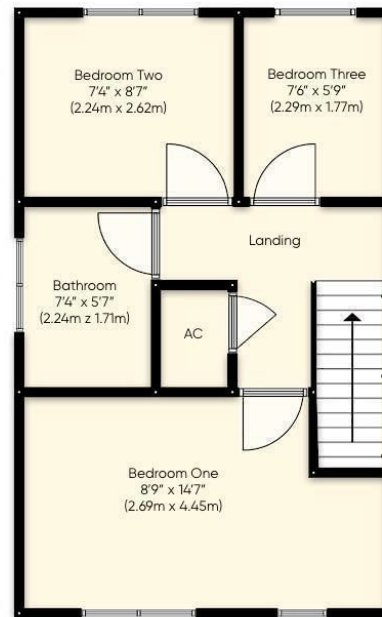 Bedroom Two
7'4" x 8'7"
(2.24m x 2.62m)
Bedroom Three
7'6" x 5'9"
(2.29m x 1.77m)
Landing
Bathroom
7'4" x 5'7"
(2.24m z 1.71m)
AC
Bedroom One
8'9" x 14'7"
(2.69m x 4.45m)